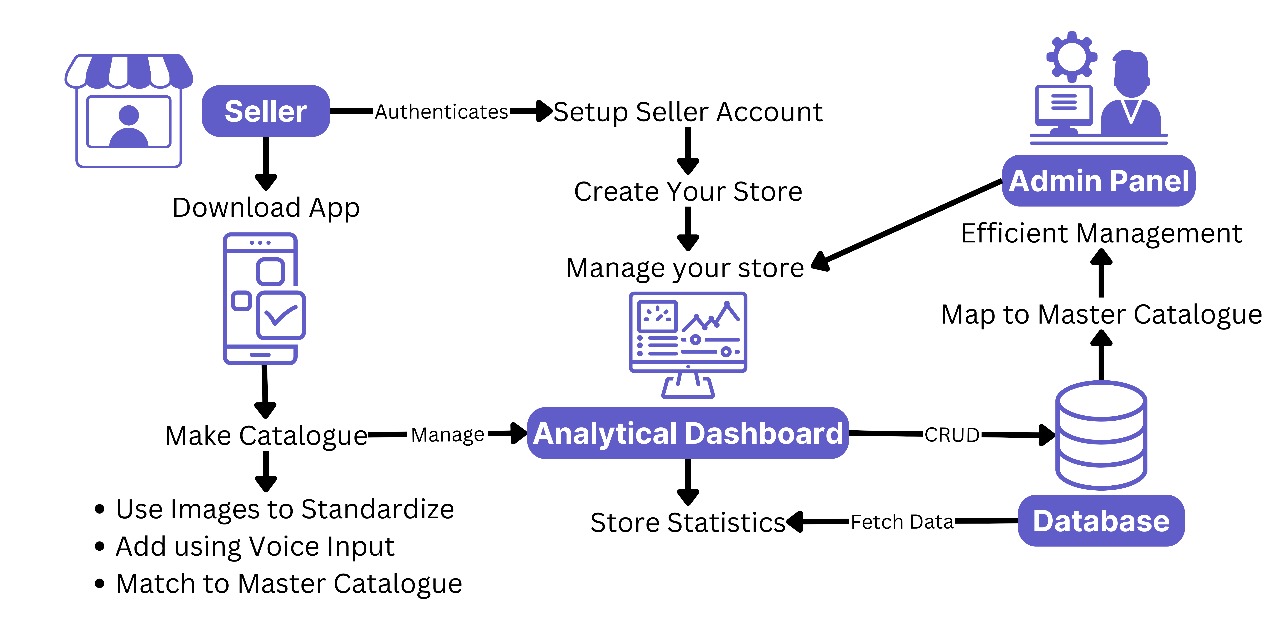 Seller
Authenticates
Setup Seller Account
Download App
Create Your Store
Manage your store
Admin Panel
Efficient Management
Map to Master Catalogue
Make Catalogue
Manage
Analytical Dashboard
CRUD
Use Images to Standardize
Add using Voice Input
Match to Master Catalogue
Store Statistics
Fetch Data
Database